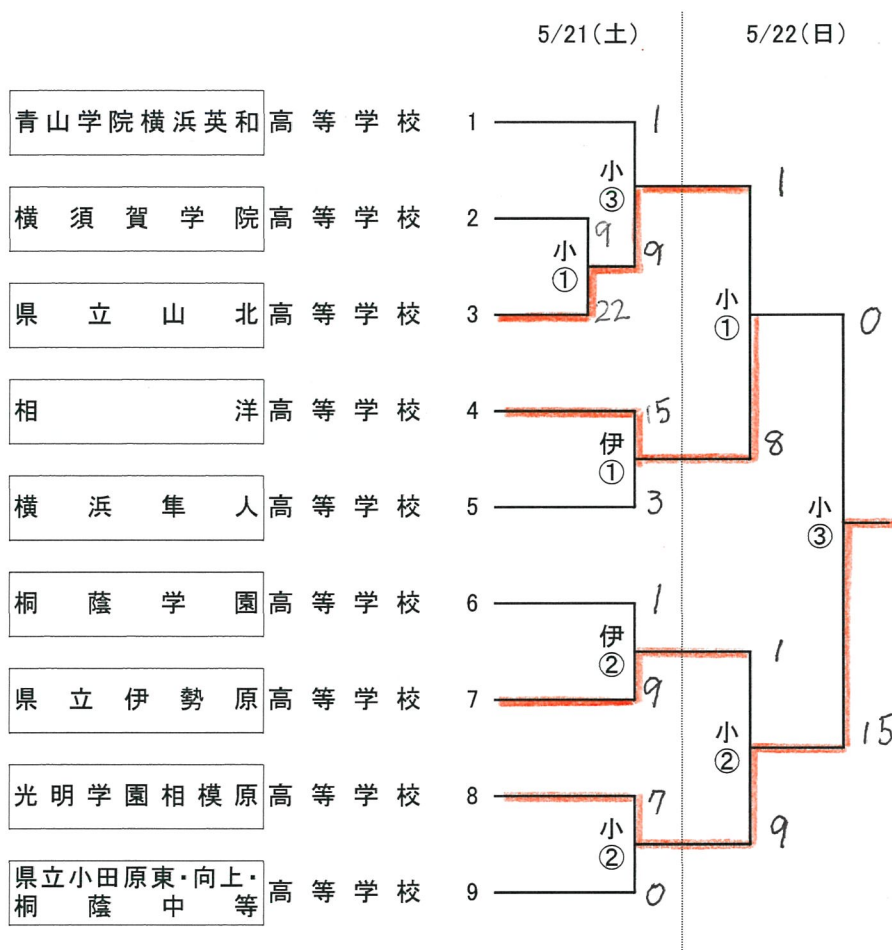 5/21(土) 5/22(日)
青山学院横浜英和高等学校 1 1
小③ 1
横須賀学院高等学校 2 9
小① 9
県立山北高等学校 3 22
小① 0
相洋高等学校 4 15
伊① 8
横浜隼人高等学校 5 3
小③
桐蔭学園高等学校 6 1
伊② 1
県立伊勢原高等学校 7 9
小② 15
光明学園相模原高等学校 8 7
小② 9
県立小田原東・向上・
桐蔭中等高等学校 9 0